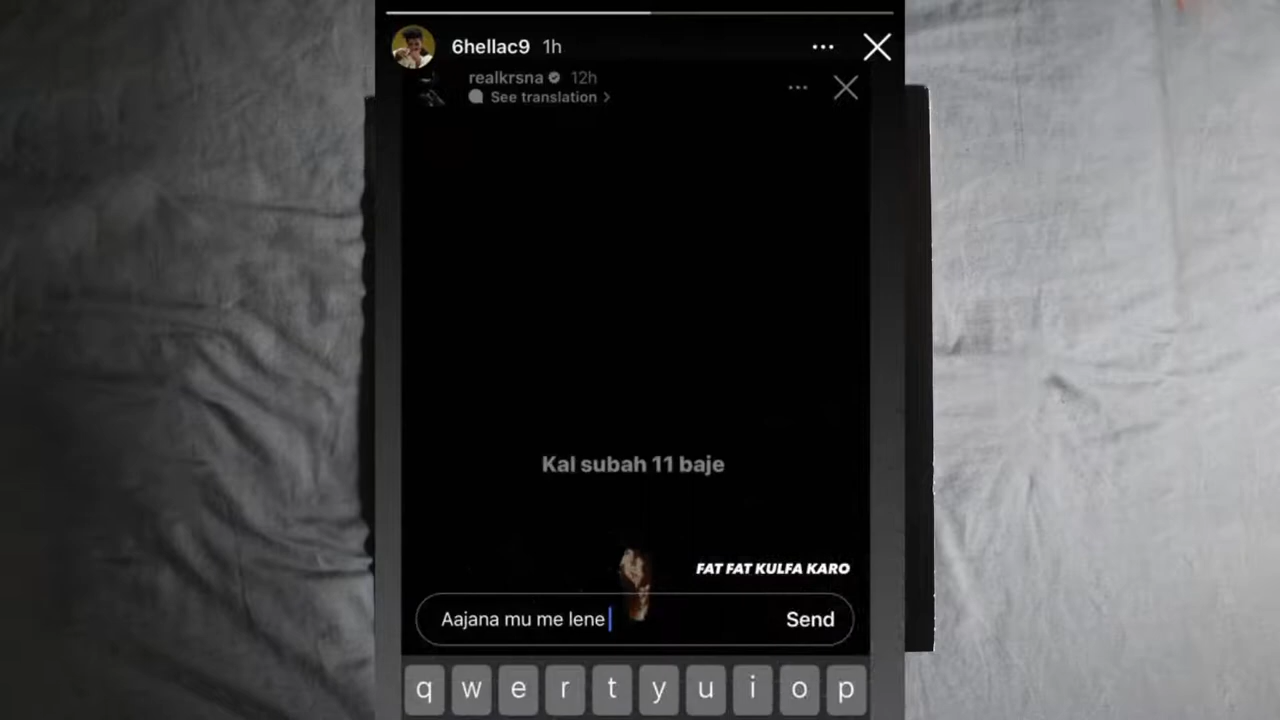 6hellac9 1h
realkrsna 12h
See translation >
Kal subah 11 baje
FAT FAT KULFA KARO
Aajana mu me lene
Send
q w e r t y u i o p